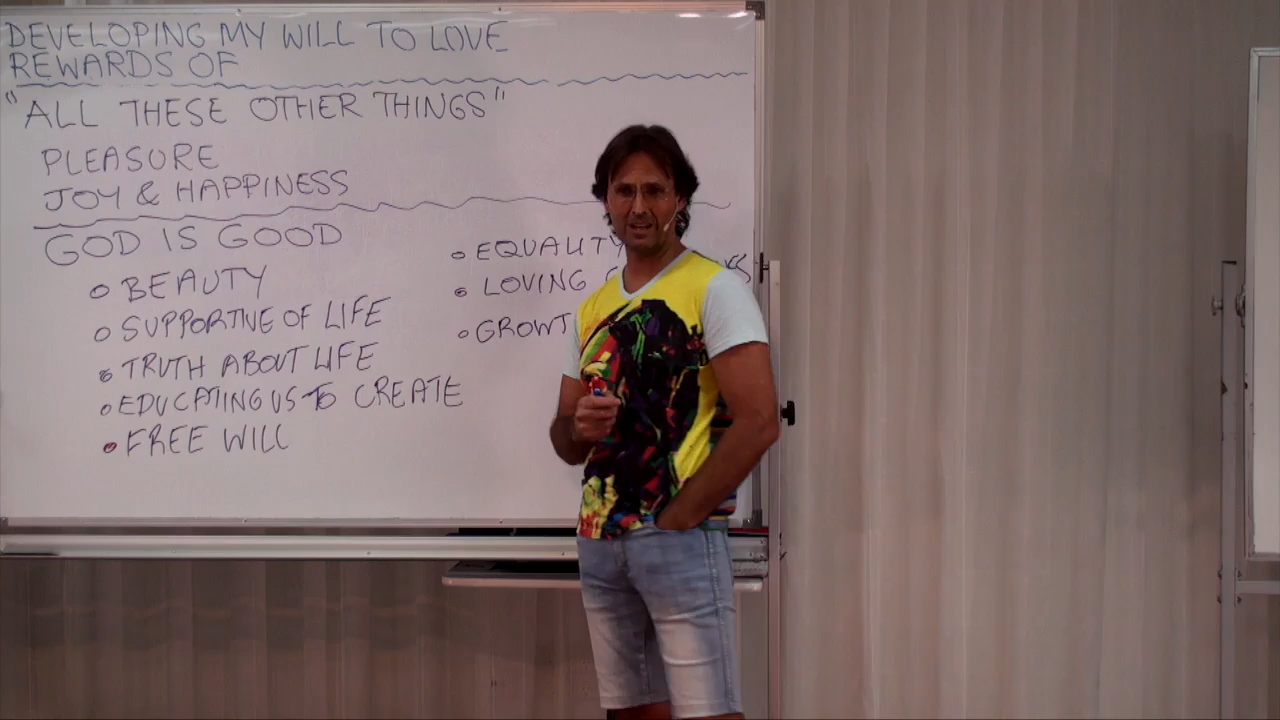 DEVELOPING MY WILL TO LOVE
REWARDS OF
"ALL THESE OTHER THINGS"
PLEASURE
JOY & HAPPINESS
GOD IS GOOD
BEAUTY
SUPPORTIVE OF LIFE
TRUTH ABOUT LIFE
EDUCATING US TO CREATE
FREE WILL
EQUALITY
LOVING